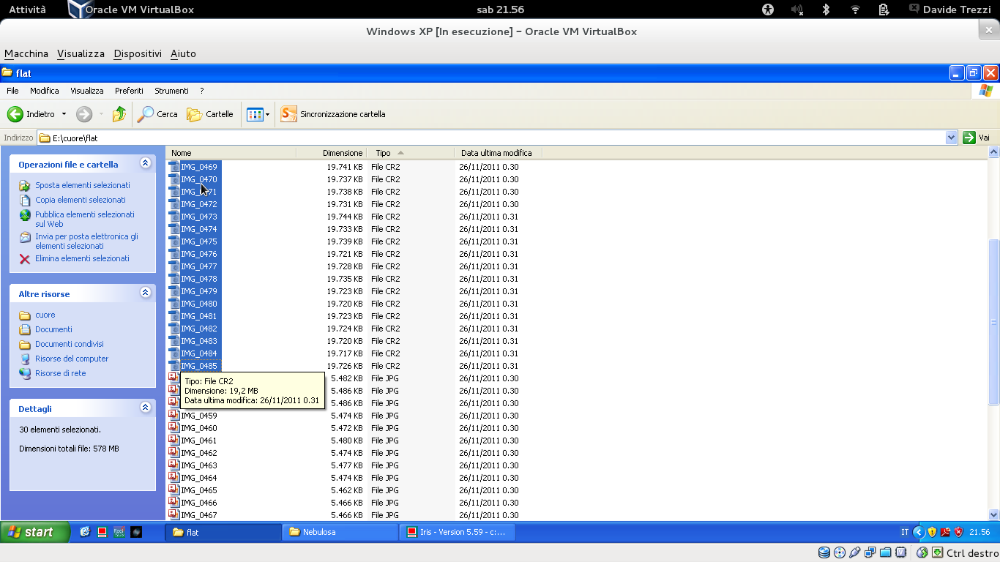 Attività Oracle VM VirtualBox sab 21.56 Davide Trezzi
Windows XP [In esecuzione] - Oracle VM VirtualBox
Macchina Visualizza Dispositivi Aiuto
flat
File Modifica Visualizza Preferiti Strumenti ?
Indietro Cerca Cartelle Sincronizzazione cartella
Indirizzo E:\cuore\flat Vai
Operazioni file e cartella
Sposta elementi selezionati
Copia elementi selezionati
Pubblica elementi selezionati
sul Web
Invia per posta elettronica gli
elementi selezionati
Elimina elementi selezionati
Altre risorse
cuore
Documenti
Documenti condivisi
Risorse del computer
Risorse di rete
Dettagli
30 elementi selezionati.
Dimensioni totali file: 578 MB
Nome Dimensione Tipo Data ultima modifica
IMG_0469 19.741 KB File CR2 26/11/2011 0.30
IMG_0470 19.737 KB File CR2 26/11/2011 0.30
IMG_0471 19.738 KB File CR2 26/11/2011 0.30
IMG_0472 19.731 KB File CR2 26/11/2011 0.30
IMG_0473 19.744 KB File CR2 26/11/2011 0.31
IMG_0474 19.733 KB File CR2 26/11/2011 0.31
IMG_0475 19.739 KB File CR2 26/11/2011 0.31
IMG_0476 19.721 KB File CR2 26/11/2011 0.31
IMG_0477 19.728 KB File CR2 26/11/2011 0.31
IMG_0478 19.735 KB File CR2 26/11/2011 0.31
IMG_0479 19.723 KB File CR2 26/11/2011 0.31
IMG_0480 19.720 KB File CR2 26/11/2011 0.31
IMG_0481 19.723 KB File CR2 26/11/2011 0.31
IMG_0482 19.724 KB File CR2 26/11/2011 0.31
IMG_0483 19.720 KB File CR2 26/11/2011 0.31
IMG_0484 19.717 KB File CR2 26/11/2011 0.31
IMG_0485 19.726 KB File CR2 26/11/2011 0.31
5.482 KB File JPG 26/11/2011 0.30
5.486 KB File JPG 26/11/2011 0.30
5.486 KB File JPG 26/11/2011 0.30
Tipo: File CR2
Dimensione: 19,2 MB
Data ultima modifica: 26/11/2011 0.31
IMG_0459 5.474 KB File JPG 26/11/2011 0.30
IMG_0460 5.472 KB File JPG 26/11/2011 0.30
IMG_0461 5.480 KB File JPG 26/11/2011 0.30
IMG_0462 5.474 KB File JPG 26/11/2011 0.30
IMG_0463 5.477 KB File JPG 26/11/2011 0.30
IMG_0464 5.474 KB File JPG 26/11/2011 0.30
IMG_0465 5.462 KB File JPG 26/11/2011 0.30
IMG_0466 5.466 KB File JPG 26/11/2011 0.30
IMG_0467 5.466 KB File JPG 26/11/2011 0.30
start flat Nebulosa Iris - Version 5.59 - c:... IT 21.56
Ctrl destro